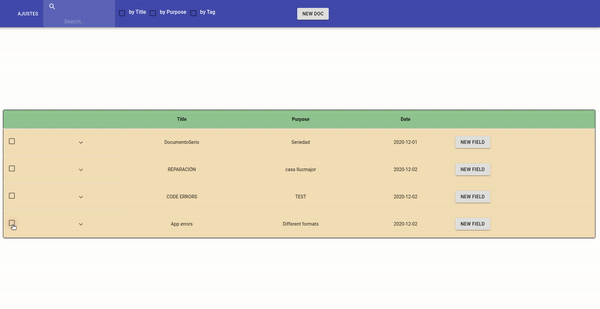 AJUSTES
Search...
by Title by Purpose by Tag
NEW DOC
Title Purpose Date
DocumentoSerio Seriedad 2020-12-01 NEW FIELD
REPARACIÓN casa llucmajor 2020-12-02 NEW FIELD
CODE ERRORS TEST 2020-12-02 NEW FIELD
App errors Different formats 2020-12-02 NEW FIELD